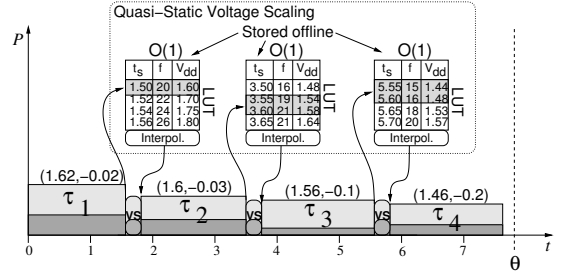 Quasi-Static Voltage Scaling
Stored offline
P
O(1) O(1) O(1)
ts f Vdd
1.50 20 1.60
1.52 22 1.70
1.54 24 1.75
1.56 26 1.80
LUT
Interpol.
ts f Vdd
3.50 16 1.48
3.55 19 1.54
3.60 21 1.58
3.65 21 1.64
LUT
Interpol.
ts f Vdd
5.55 15 1.44
5.60 16 1.48
5.65 18 1.53
5.70 20 1.57
LUT
Interpol.
(1.62,-0.02) (1.6,-0.03) (1.56,-0.1) (1.46,-0.2)
τ1 VS τ2 VS τ3 VS τ4
0 1 2 3 4 5 6 7 θ t